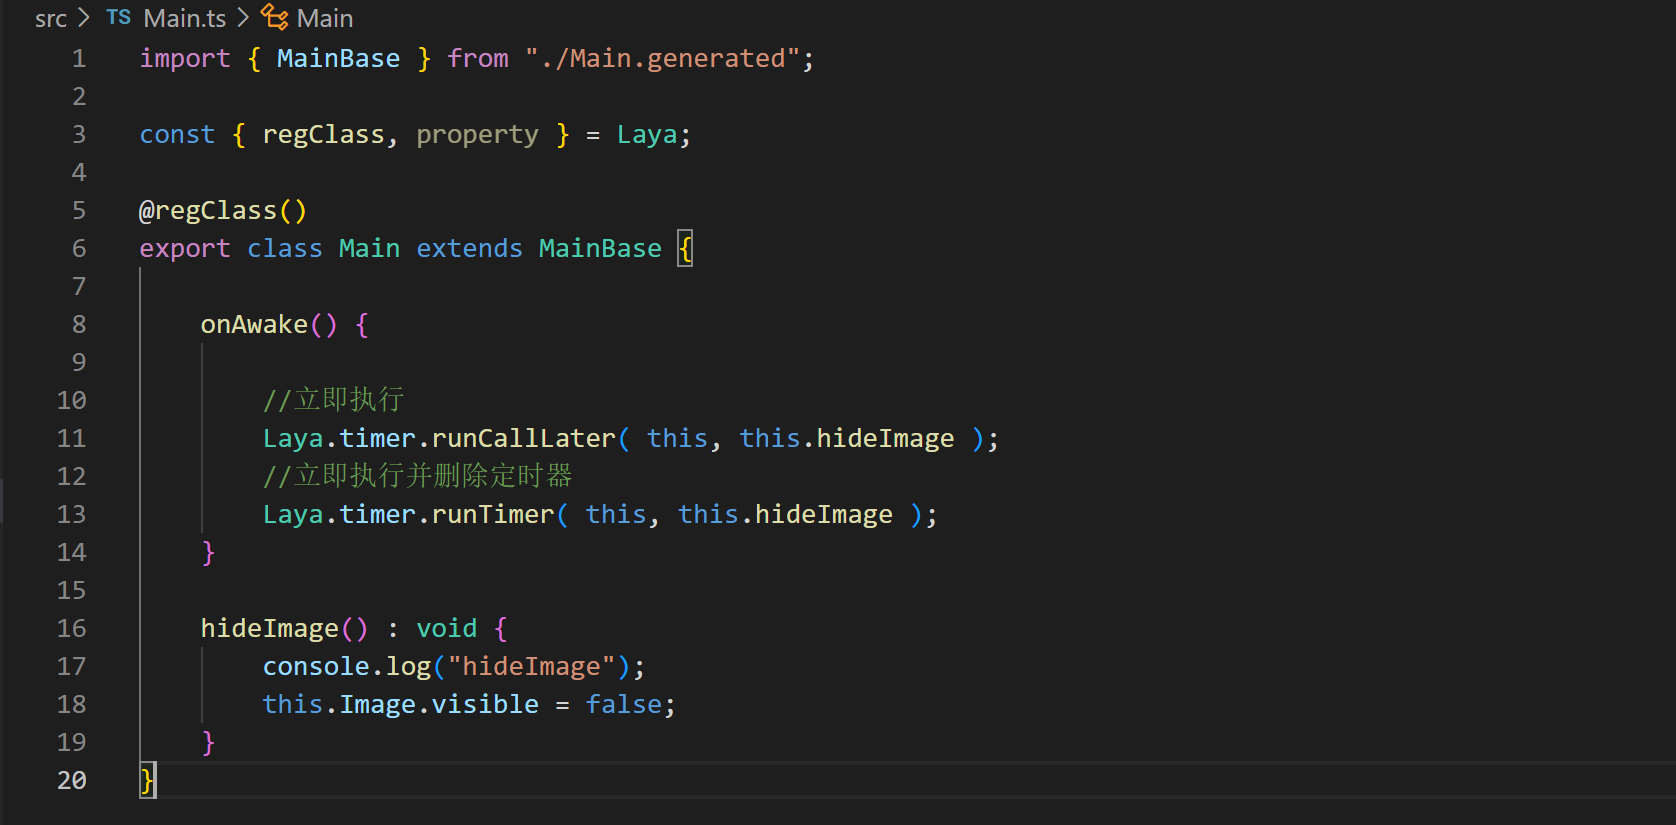 src > TS Main.ts > Main
1 import { MainBase } from "./Main.generated";
2
3 const { regClass, property } = Laya;
4
5 @regClass()
6 export class Main extends MainBase {
7
8 onAwake() {
9
10 //立即执行
11 Laya.timer.runCallLater( this, this.hideImage );
12 //立即执行并删除定时器
13 Laya.timer.runTimer( this, this.hideImage );
14 }
15
16 hideImage() : void {
17 console.log("hideImage");
18 this.Image.visible = false;
19 }
20 }